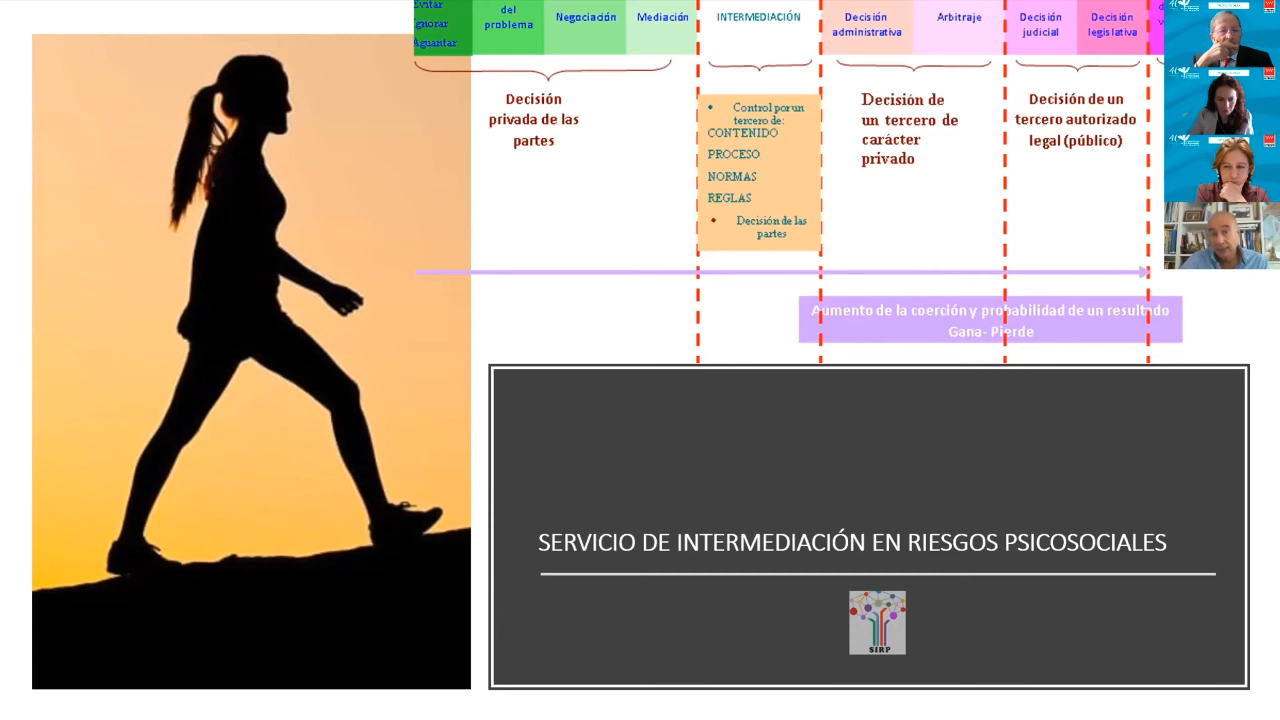 Evitar
Ignorar
Aguantar
del
problema
Negociación
Mediación
INTERMEDIACIÓN
Decisión
administrativa
Arbitraje
Decisión
judicial
Decisión
legislativa
Decisión
privada de las
partes
• Control por un
tercero de:
CONTENIDO
PROCESO
NORMAS
REGLAS
• Decisión de las
partes
Decisión de
un tercero de
carácter
privado
Decisión de un
tercero autorizado
legal (público)
Aumento de la coerción y probabilidad de un resultado
Gana- Pierde
SERVICIO DE INTERMEDIACIÓN EN RIESGOS PSICOSOCIALES
SIRP